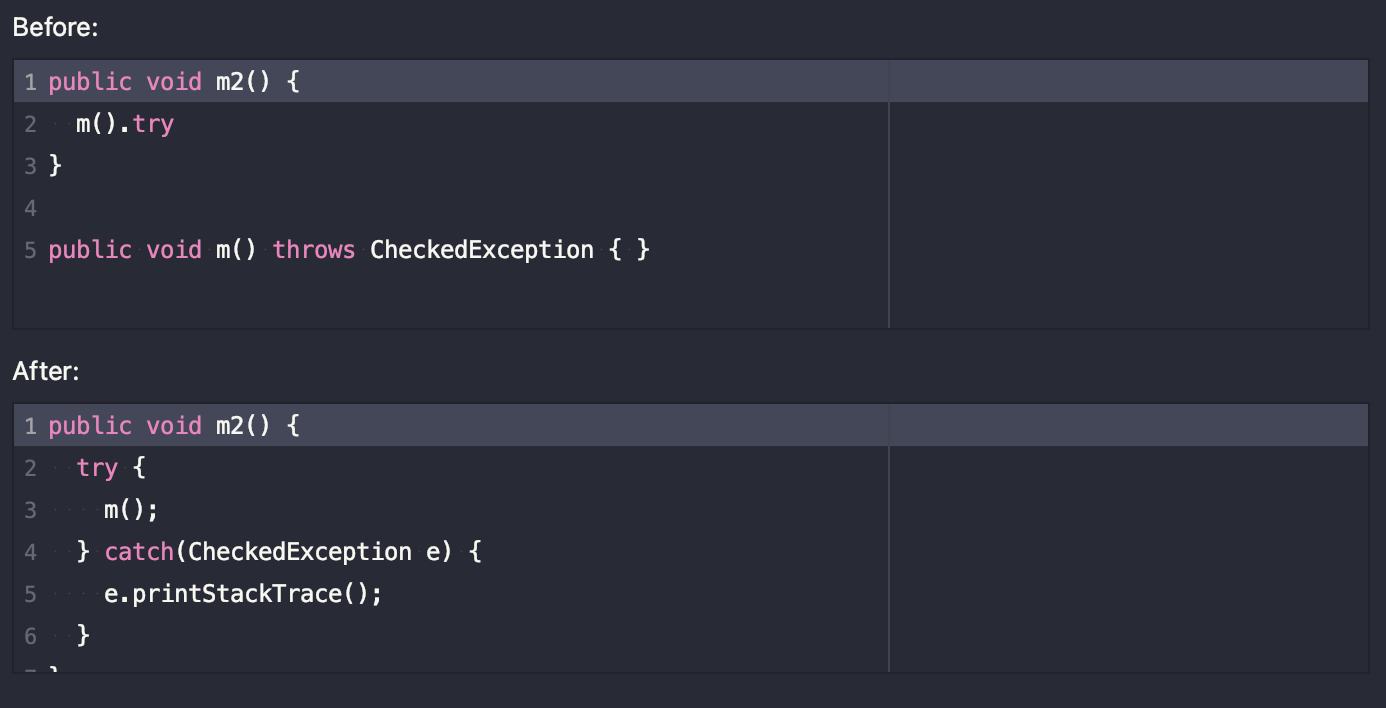 Before:
1 public void m2() {
2 m().try
3 }
4
5 public void m() throws CheckedException { }
After:
1 public void m2() {
2 try {
3 m();
4 } catch(CheckedException e) {
5 e.printStackTrace();
6 }